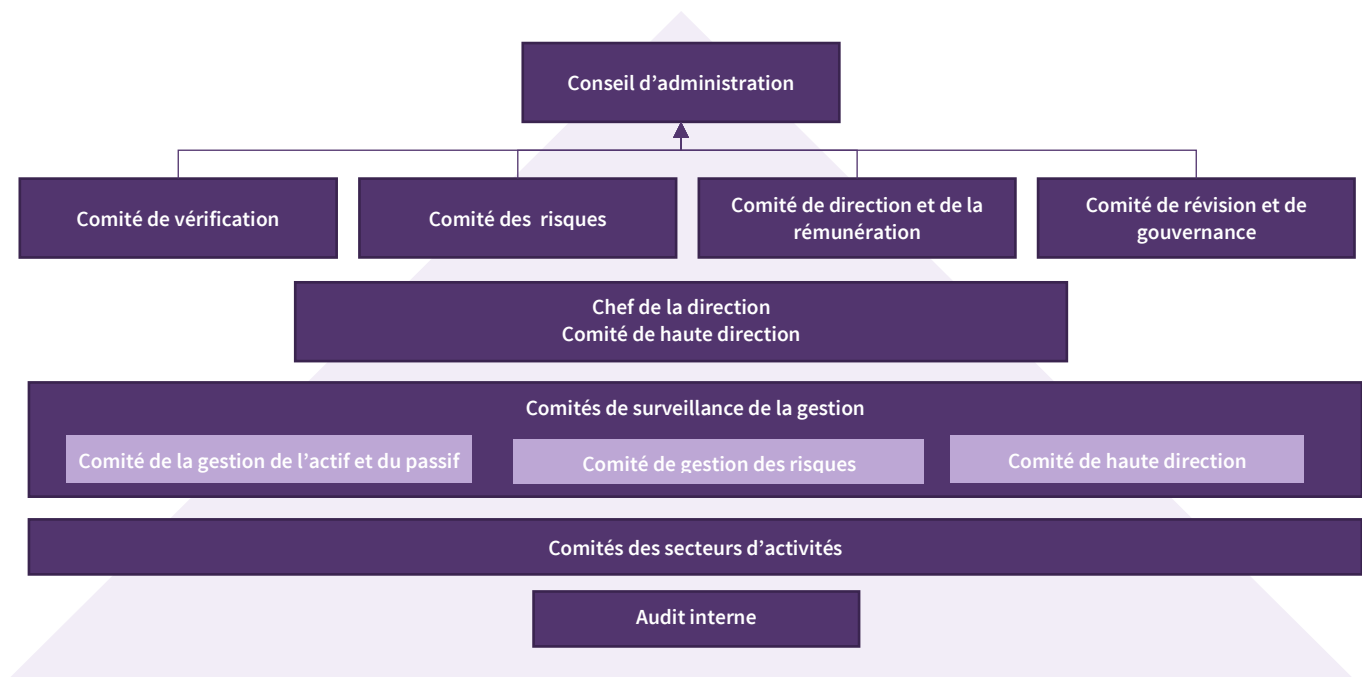 Conseil d’administration
Comité de vérification
Comité des risques
Comité de direction et de la
rémunération
Comité de révision et de
gouvernance
Chef de la direction
Comité de haute direction
Comités de surveillance de la gestion
Comité de la gestion de l’actif et du passif
Comité de gestion des risques
Comité de haute direction
Comités des secteurs d’activités
Audit interne